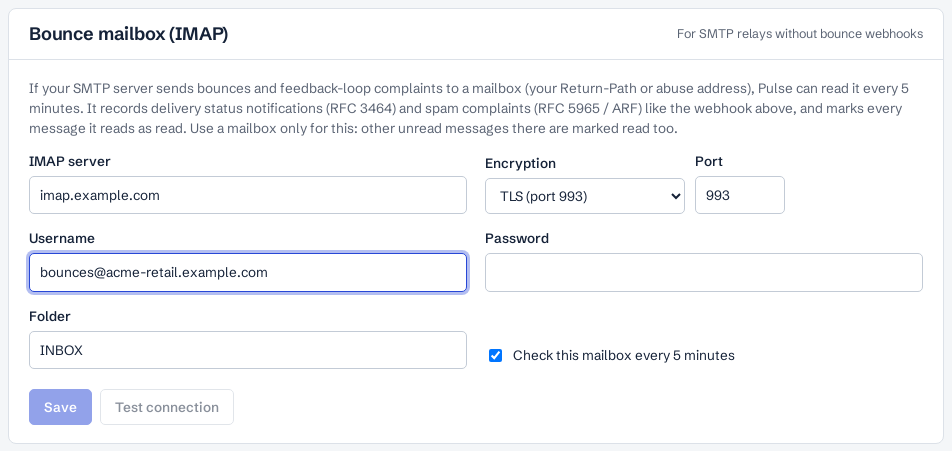 Bounce mailbox (IMAP)
For SMTP relays without bounce webhooks
If your SMTP server sends bounces and feedback-loop complaints to a mailbox (your Return-Path or abuse address), Pulse can read it every 5
minutes. It records delivery status notifications (RFC 3464) and spam complaints (RFC 5965 / ARF) like the webhook above, and marks every
message it reads as read. Use a mailbox only for this: other unread messages there are marked read too.
IMAP server
Encryption
Port
imap.example.com
TLS (port 993)
993
Username
Password
bounces@acme-retail.example.com
Folder
INBOX
Check this mailbox every 5 minutes
Save
Test connection